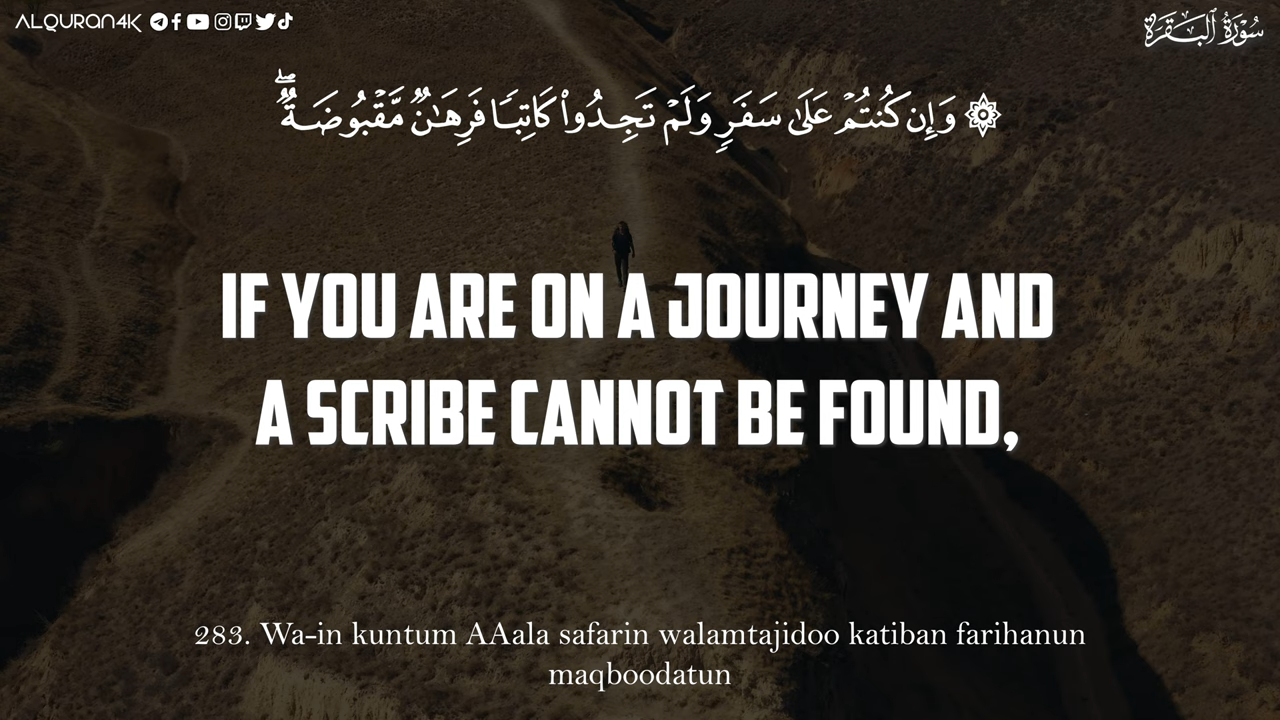 ALQURAN4K
سُورَةُ البَقَرَةِ
۞ وَإِن كُنتُمْ عَلَىٰ سَفَرٍ وَلَمْ تَجِدُوا۟ كَاتِبًا فَرِهَـٰنٌ مَّقْبُوضَةٌ ۖ
IF YOU ARE ON A JOURNEY AND
A SCRIBE CANNOT BE FOUND,
283. Wa-in kuntum AAala safarin walamtajidoo katiban farihanun
maqboodatun